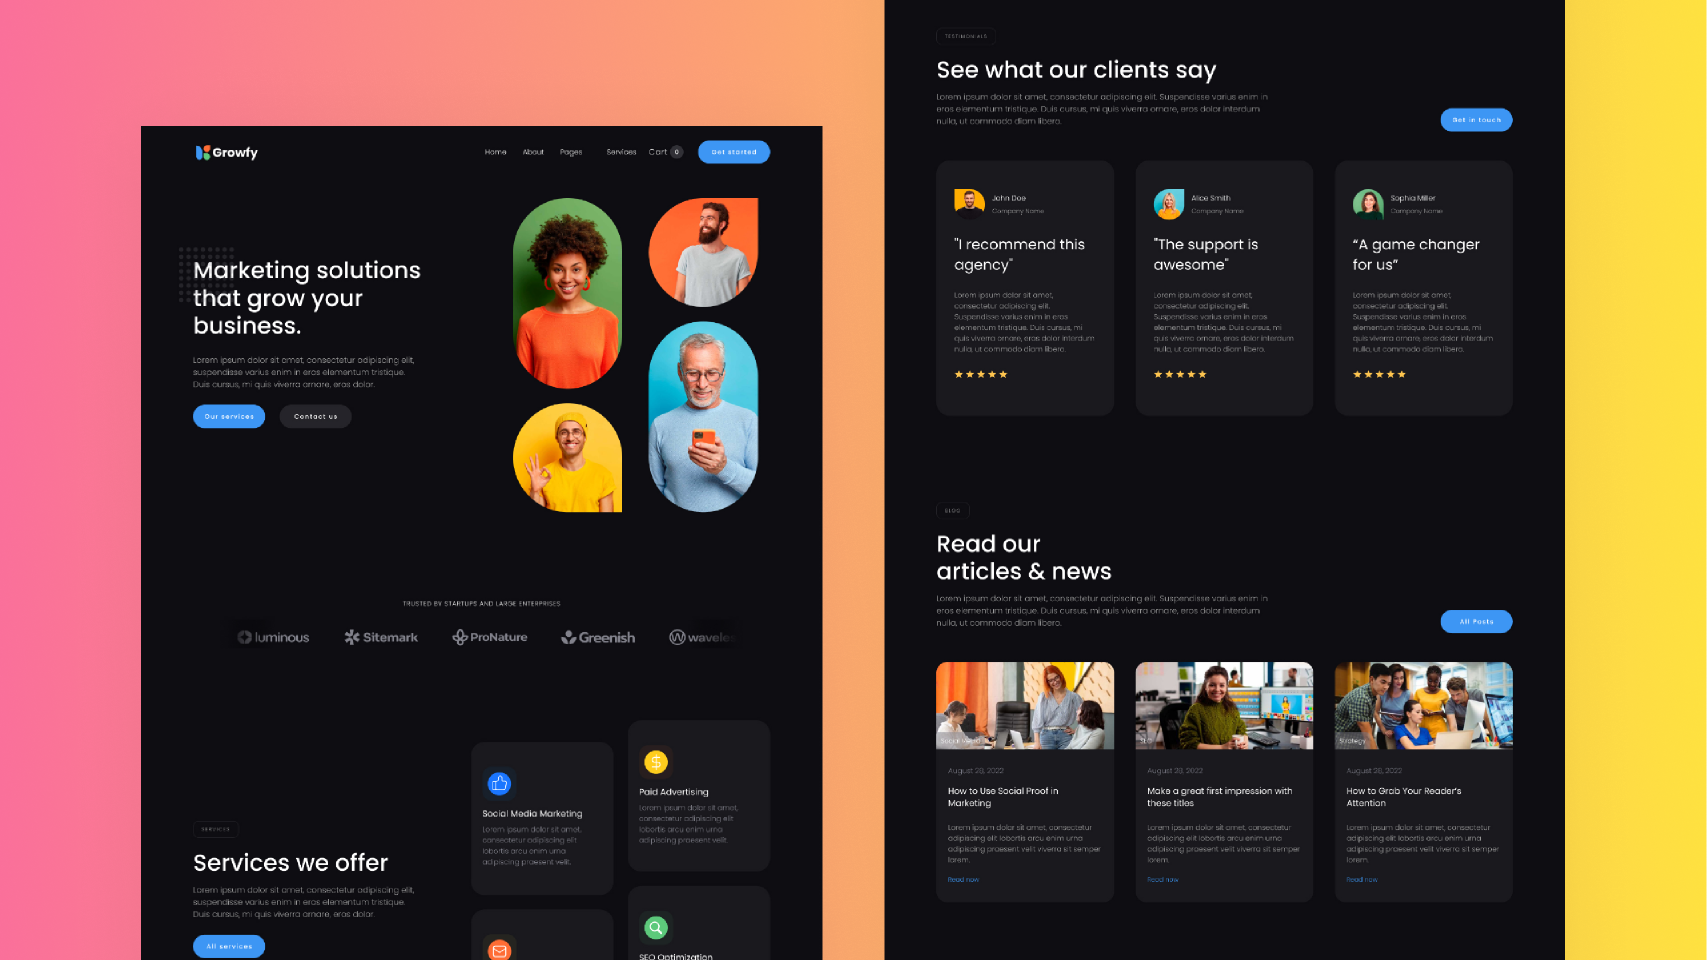 Growfy
Home About Pages Services Cart 0 Get started
Marketing solutions
that grow your
business.
Lorem ipsum dolor sit amet, consectetur adipiscing elit,
suspendisse varius enim in eros elementum tristique.
Duis cursus, mi quis viverra ornare, eros dolor.
Our services Contact us
TRUSTED BY STARTUPS AND LARGE ENTERPRISES
luminous Sitemark ProNature Greenish
SERVICES
Services we offer
Lorem ipsum dolor sit amet, consectetur adipiscing elit,
suspendisse varius enim in eros elementum tristique.
Duis cursus, mi quis viverra ornare, eros dolor.
All services
Social Media Marketing
Lorem ipsum dolor sit amet,
consectetur adipiscing elit
lobortis arcu enim urna
adipiscing praesent velit.
Paid Advertising
Lorem ipsum dolor sit amet,
consectetur adipiscing elit
lobortis arcu enim urna
adipiscing praesent velit
SEO Optimization
TESTIMONIALS
See what our clients say
Lorem ipsum dolor sit amet, consectetur adipiscing elit. Suspendisse varius enim in
eros elementum tristique. Duis cursus, mi quis viverra ornare, eros dolor interdum
nulla, ut commodo diam libero.
Get in touch
John Doe
Company Name
"I recommend this
agency"
Lorem ipsum dolor sit amet,
consectetur adipiscing elit.
Suspendisse varius enim in eros
elementum tristique. Duis cursus, mi
quis viverra ornare, eros dolor interdum
nulla, ut commodo diam libero.
Alice Smith
Company Name
"The support is
awesome"
Lorem ipsum dolor sit amet,
consectetur adipiscing elit.
Suspendisse varius enim in eros
elementum tristique. Duis cursus, mi
quis viverra ornare, eros dolor interdum
nulla, ut commodo diam libero.
Sophia Miller
Company Name
“A game changer
for us”
Lorem ipsum dolor sit amet,
consectetur adipiscing elit.
Suspendisse varius enim in eros
elementum tristique. Duis cursus, mi
quis viverra ornare, eros dolor interdum
nulla, ut commodo diam libero.
BLOG
Read our
articles & news
Lorem ipsum dolor sit amet, consectetur adipiscing elit. Suspendisse varius enim in
eros elementum tristique. Duis cursus, mi quis viverra ornare, eros dolor interdum
nulla, ut commodo diam libero.
All Posts
Social Media
August 28, 2022
How to Use Social Proof in
Marketing
Lorem ipsum dolor sit amet, consectetur
adipiscing elit lobortis arcu enim urna
adipiscing praesent velit viverra sit semper
lorem.
Read now
SEO
August 28, 2022
Make a great first impression with
these titles
Lorem ipsum dolor sit amet, consectetur
adipiscing elit lobortis arcu enim urna
adipiscing praesent velit viverra sit semper
lorem.
Read now
Strategy
August 28, 2022
How to Grab Your Reader's
Attention
Lorem ipsum dolor sit amet, consectetur
adipiscing elit lobortis arcu enim urna
adipiscing praesent velit viverra sit semper
lorem.
Read now